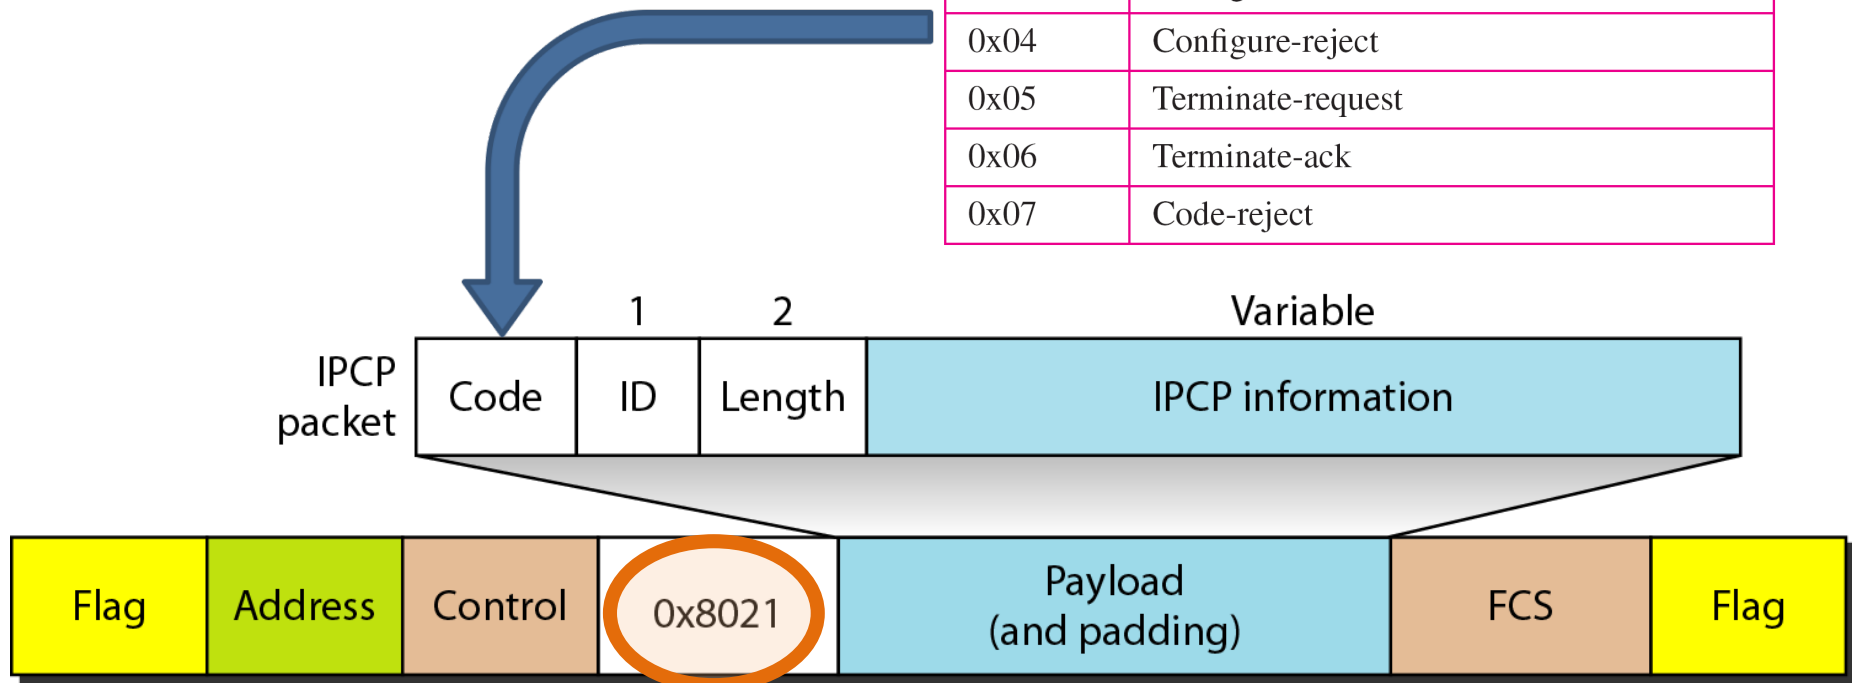 0x04 Configure-reject
0x05 Terminate-request
0x06 Terminate-ack
0x07 Code-reject
1 2 Variable
IPCP
packet
Code ID Length IPCP information
Flag Address Control 0x8021 Payload
(and padding) FCS Flag